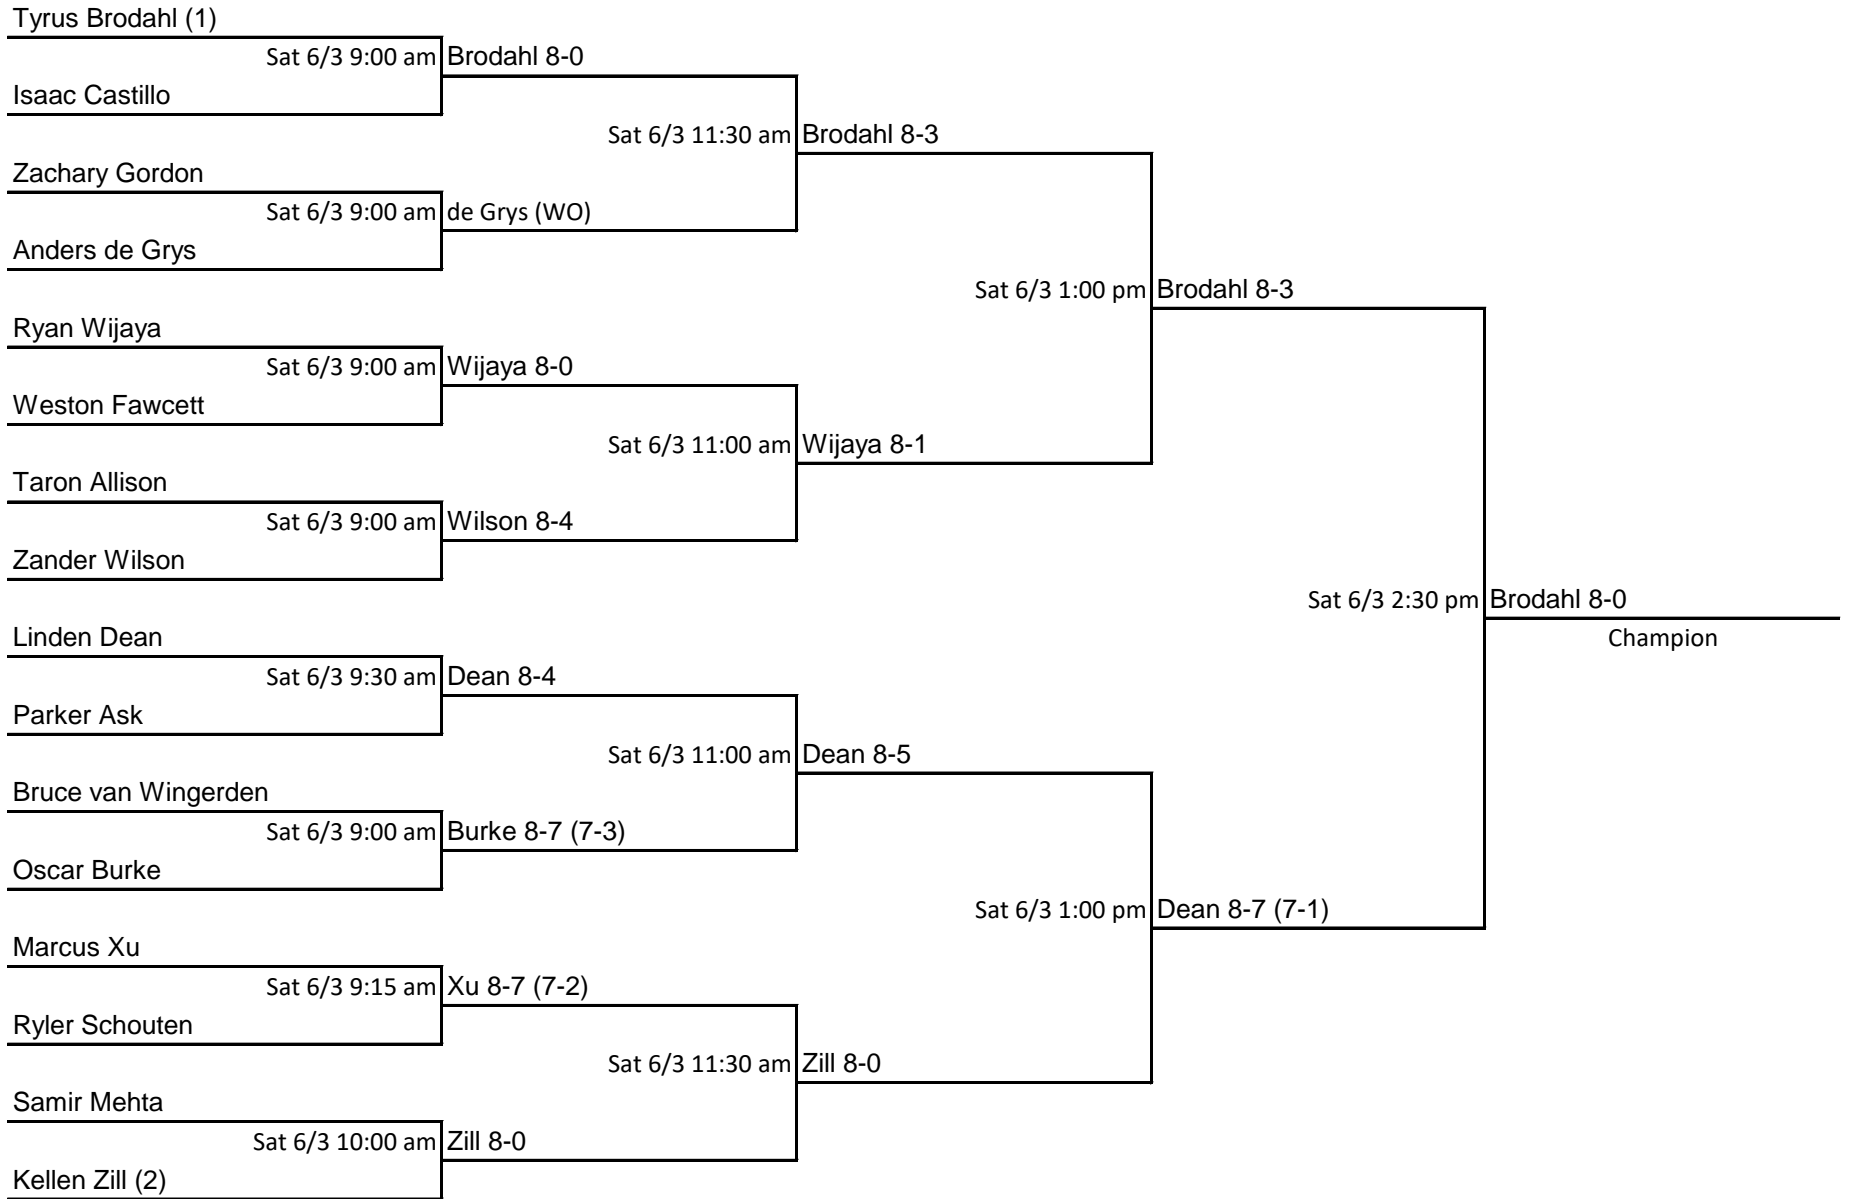 Tyrus Brodahl (1)
Sat 6/3 9:00 am Brodahl 8-0
Isaac Castillo
Sat 6/3 11:30 am Brodahl 8-3
Zachary Gordon
Sat 6/3 9:00 am de Grys (WO)
Anders de Grys
Sat 6/3 1:00 pm Brodahl 8-3
Ryan Wijaya
Sat 6/3 9:00 am Wijaya 8-0
Weston Fawcett
Sat 6/3 11:00 am Wijaya 8-1
Taron Allison
Sat 6/3 9:00 am Wilson 8-4
Zander Wilson
Sat 6/3 2:30 pm Brodahl 8-0
Linden Dean
Champion
Sat 6/3 9:30 am Dean 8-4
Parker Ask
Sat 6/3 11:00 am Dean 8-5
Bruce van Wingerden
Sat 6/3 9:00 am Burke 8-7 (7-3)
Oscar Burke
Sat 6/3 1:00 pm Dean 8-7 (7-1)
Marcus Xu
Sat 6/3 9:15 am Xu 8-7 (7-2)
Ryler Schouten
Sat 6/3 11:30 am Zill 8-0
Samir Mehta
Sat 6/3 10:00 am Zill 8-0
Kellen Zill (2)